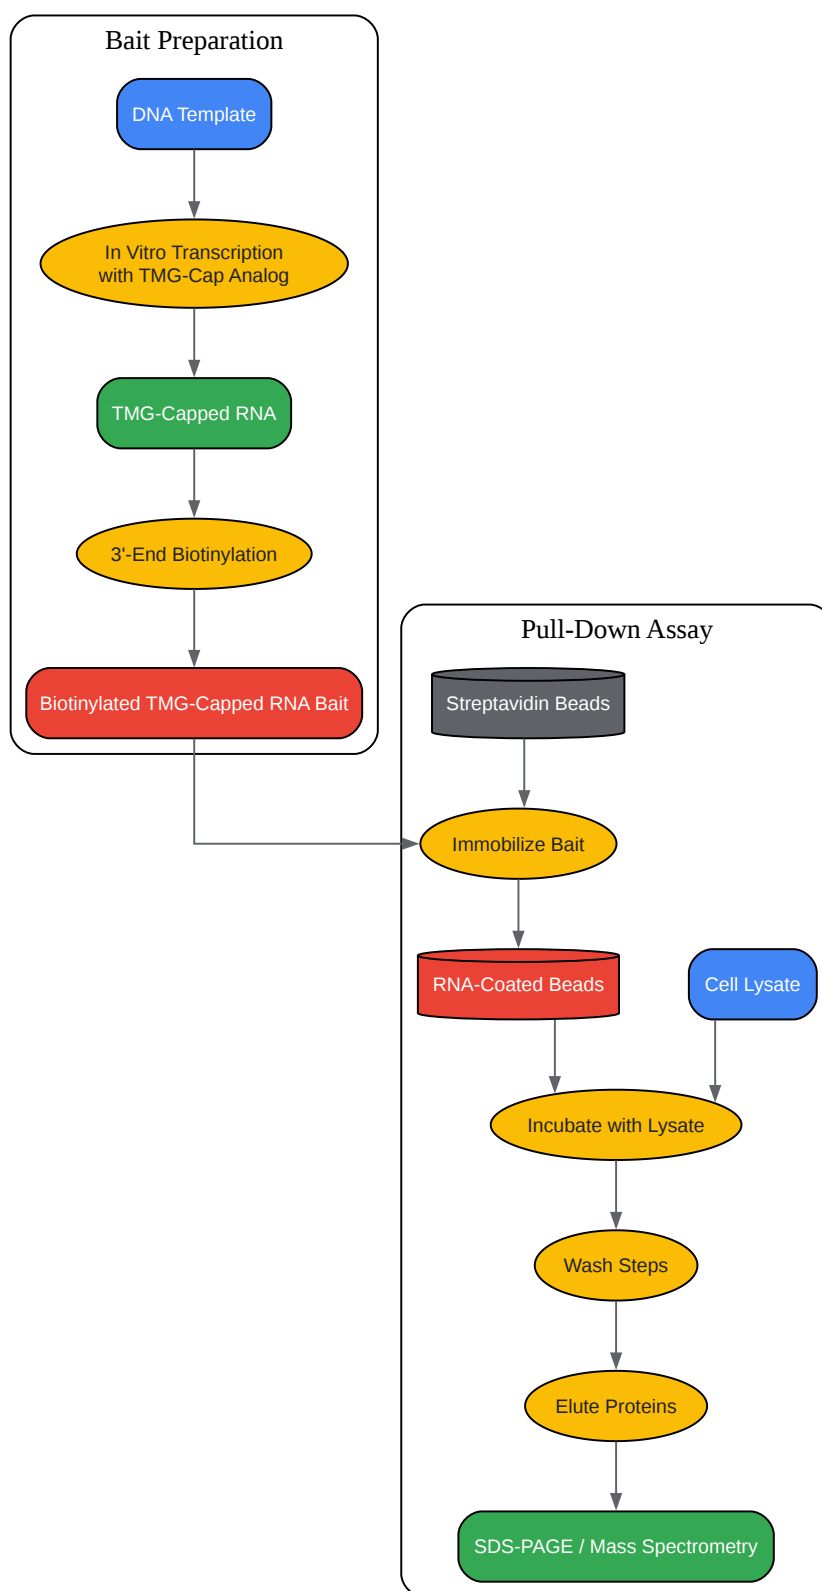 Bait Preparation
DNA Template
In Vitro Transcription
with TMG-Cap Analog
TMG-Capped RNA
3'-End Biotinylation
Biotinylated TMG-Capped RNA Bait
Pull-Down Assay
Streptavidin Beads
Immobilize Bait
RNA-Coated Beads
Cell Lysate
Incubate with Lysate
Wash Steps
Elute Proteins
SDS-PAGE / Mass Spectrometry